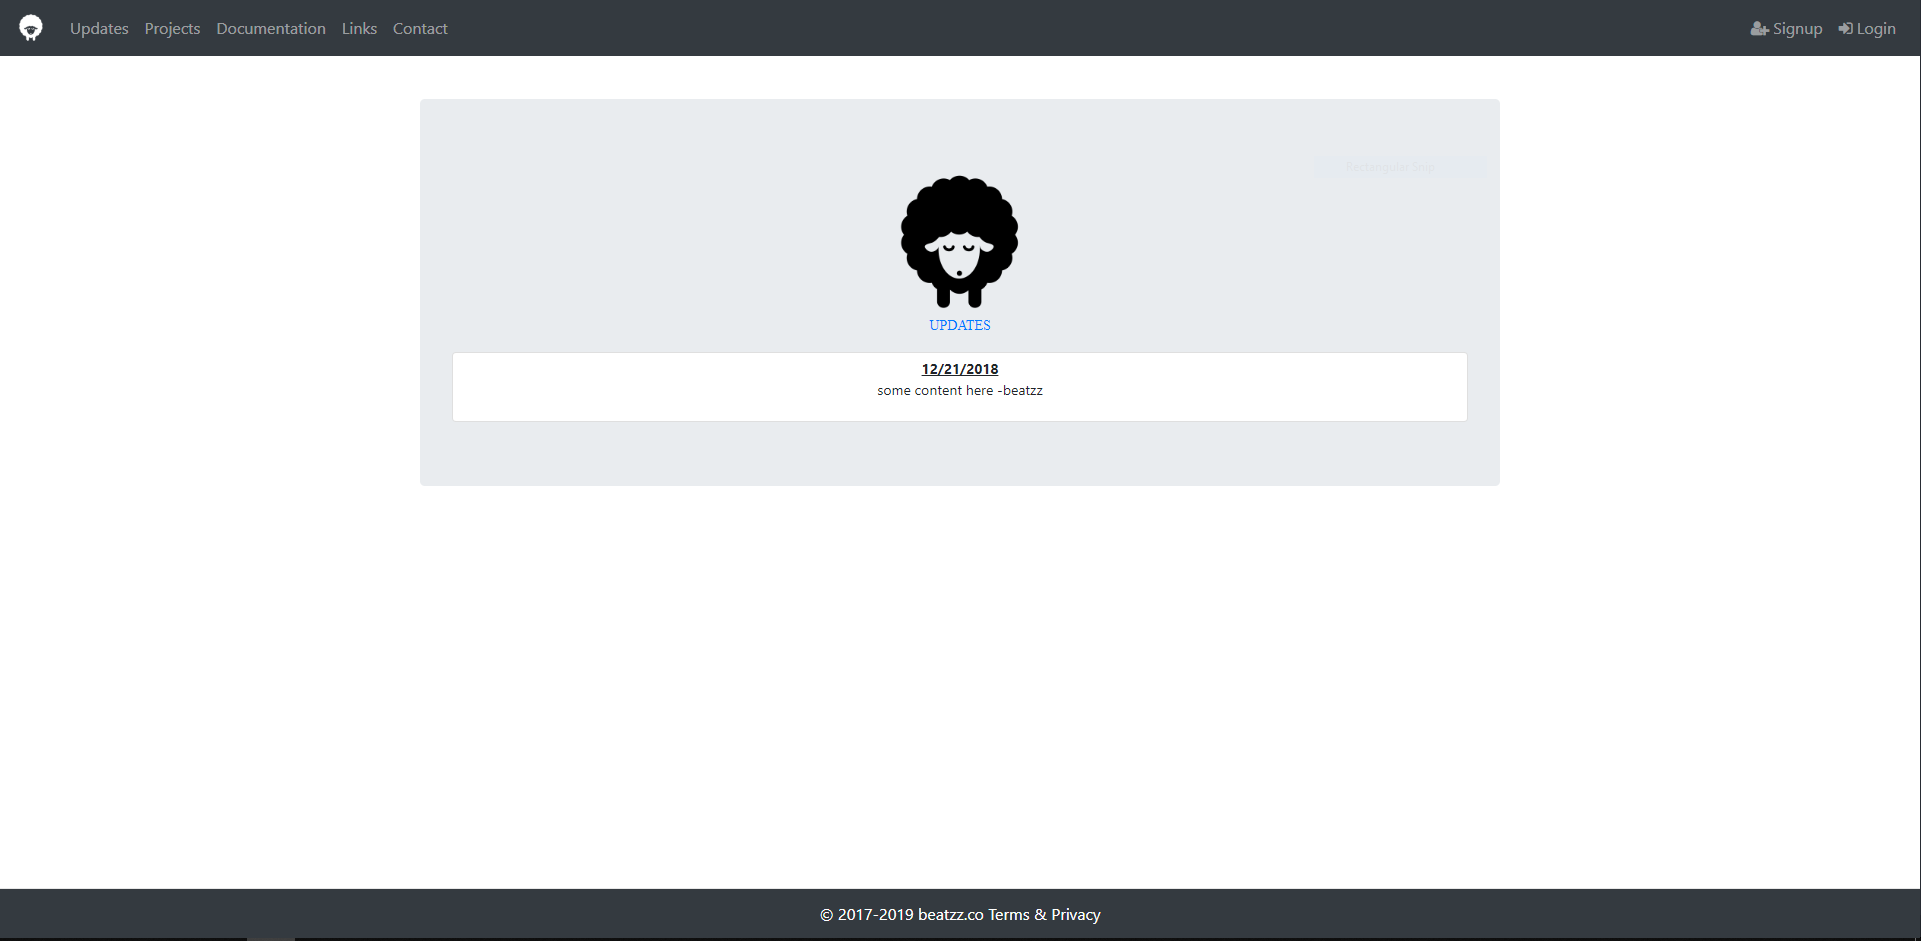 Updates Projects Documentation Links Contact Signup Login
Rectangular Snip
UPDATES
12/21/2018
some content here -beatzz
© 2017-2019 beatzz.co Terms & Privacy